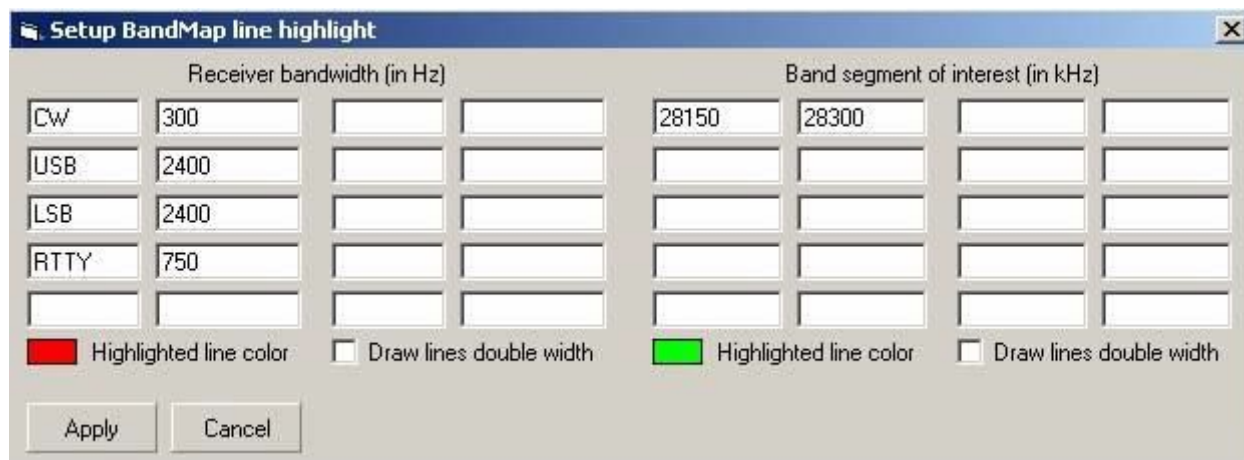 Setup BandMap line highlight
Receiver bandwidth (in Hz) Band segment of interest (in kHz)
CW 300 28150 28300
USB 2400
LSB 2400
RTTY 750
Highlighted line color Draw lines double width Highlighted line color Draw lines double width
Apply Cancel